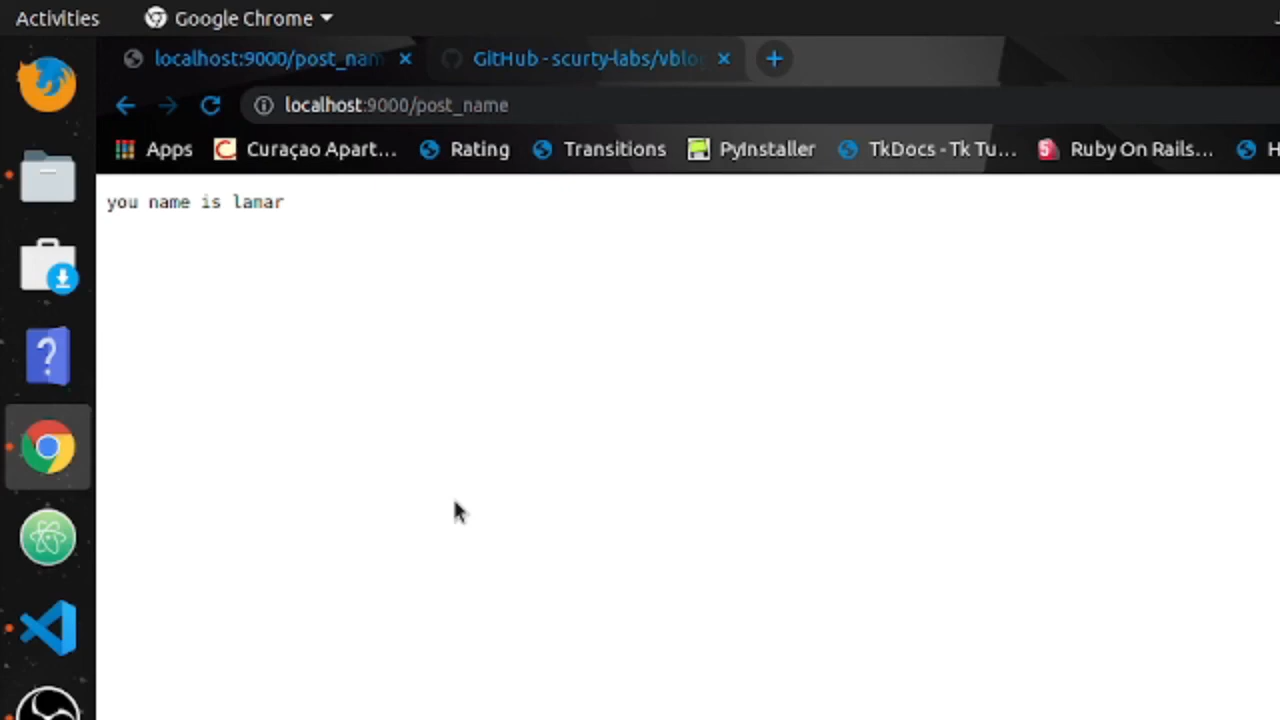 Activities Google Chrome
localhost:9000/post_nam GitHub - scurty-labs/vblo
localhost:9000/post_name
Apps Curaçao Apart... Rating Transitions PyInstaller TkDocs - Tk Tu... Ruby On Rails... H
you name is lamar